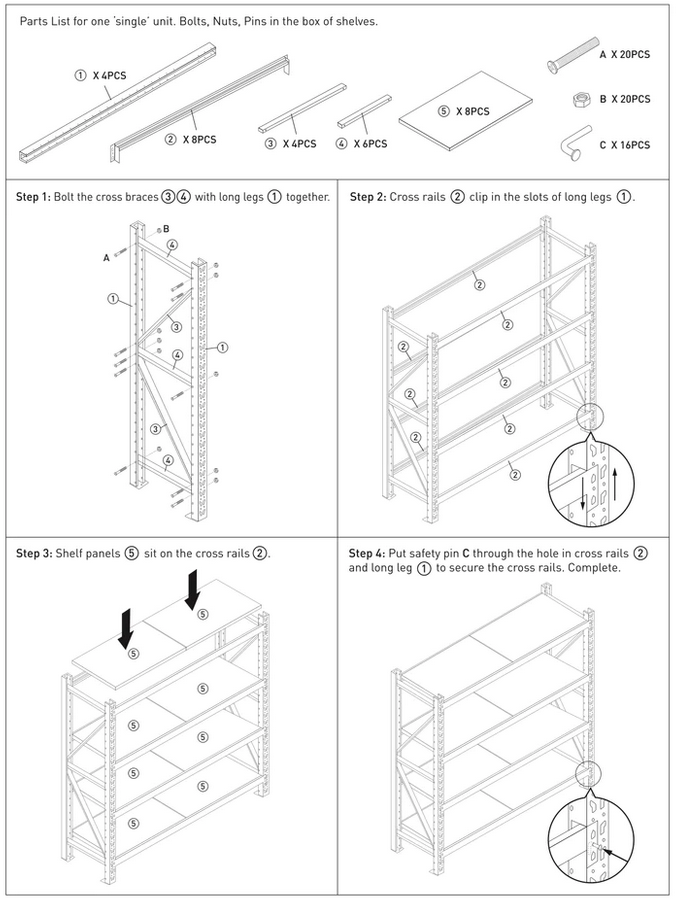 Parts List for one ‘single’ unit. Bolts, Nuts, Pins in the box of shelves.
① X 4PCS
② X 8PCS
③ X 4PCS
④ X 6PCS
⑤ X 8PCS
A X 20PCS
B X 20PCS
C X 16PCS
Step 1: Bolt the cross braces ③④ with long legs ① together.
B
④
A
①
③
①
④
③
④
Step 2: Cross rails ② clip in the slots of long legs ①.
②
②
②
②
②
②
②
②
Step 3: Shelf panels ⑤ sit on the cross rails ②.
⑤
⑤
⑤
⑤
⑤
⑤
⑤
⑤
Step 4: Put safety pin C through the hole in cross rails ②
and long leg ① to secure the cross rails. Complete.